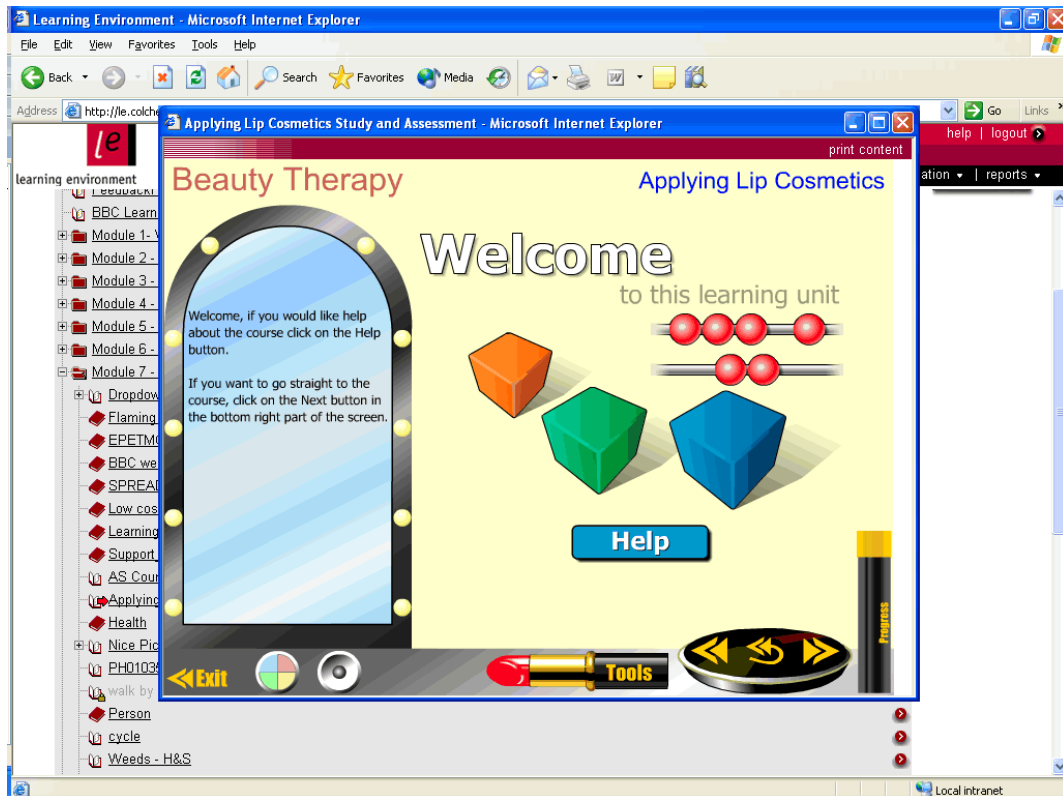 Learning Environment - Microsoft Internet Explorer
File Edit View Favorites Tools Help
Back Search Favorites Media
Address http://le.colche Go Links
Applying Lip Cosmetics Study and Assessment - Microsoft Internet Explorer
help | logout
print content
le
learning environment
ation | reports
Beauty Therapy
Applying Lip Cosmetics
Welcome
to this learning unit
Welcome, if you would like help
about the course click on the Help
button.
If you want to go straight to the
course, click on the Next button in
the bottom right part of the screen.
Help
Progress
Exit
Tools
BBC Learn
Module 1-
Module 2 -
Module 3 -
Module 4 -
Module 5 -
Module 6 -
Module 7 -
Dropdow
Flaming
EPETMO
BBC we
SPREAD
Low cos
Learning
Support
AS Cour
Applying
Health
Nice Pic
PH0103
walk by
Person
cycle
Weeds - H&S
Local intranet